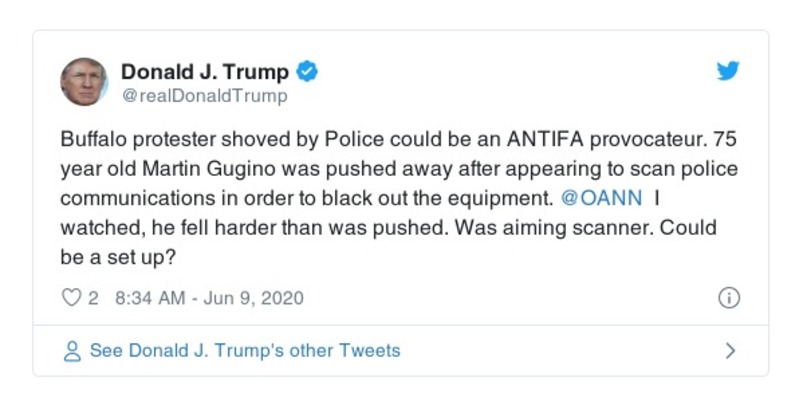 Donald J. Trump
@realDonaldTrump
Buffalo protester shoved by Police could be an ANTIFA provocateur. 75
year old Martin Gugino was pushed away after appearing to scan police
communications in order to black out the equipment. @OANN I
watched, he fell harder than was pushed. Was aiming scanner. Could
be a set up?
2 8:34 AM - Jun 9, 2020
See Donald J. Trump's other Tweets